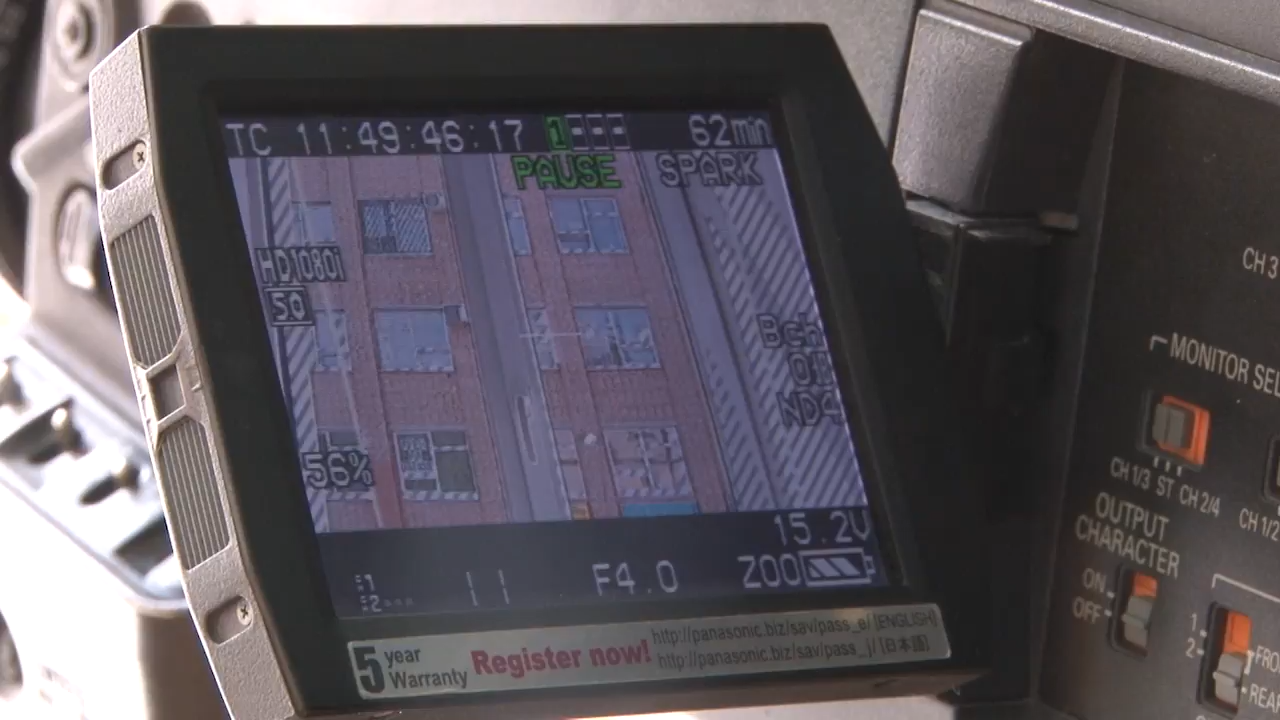 TC 11:49:46:17 1 62min
PAUSE SPARK
HD1080i
50
56%
ND4
15.2V
F4.0 Z00
5 year Warranty Register now!
http://panasonic.biz/sav/pass_e/ [ENGLISH]
http://panasonic.biz/sav/pass_j/ [日本語]
CH 3
MONITOR SEL
CH 1/3 ST CH 2/4
CH 1/2
OUTPUT
CHARACTER
ON
OFF
1
2
FRO
REAR